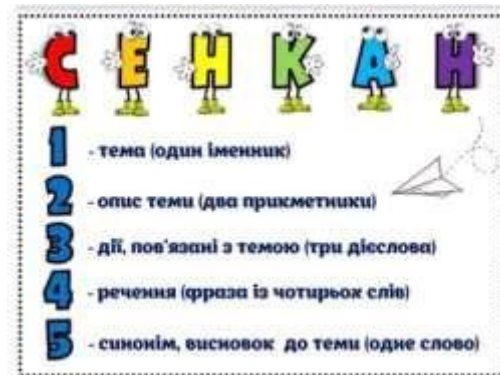 СЕНКАН
1 - тема (один іменник)
2 - опис теми (два прикметники)
3 - дії, пов'язані з темою (три дієслова)
4 - речення (фраза із чотирьох слів)
5 - синонім, висновок до теми (одне слово)